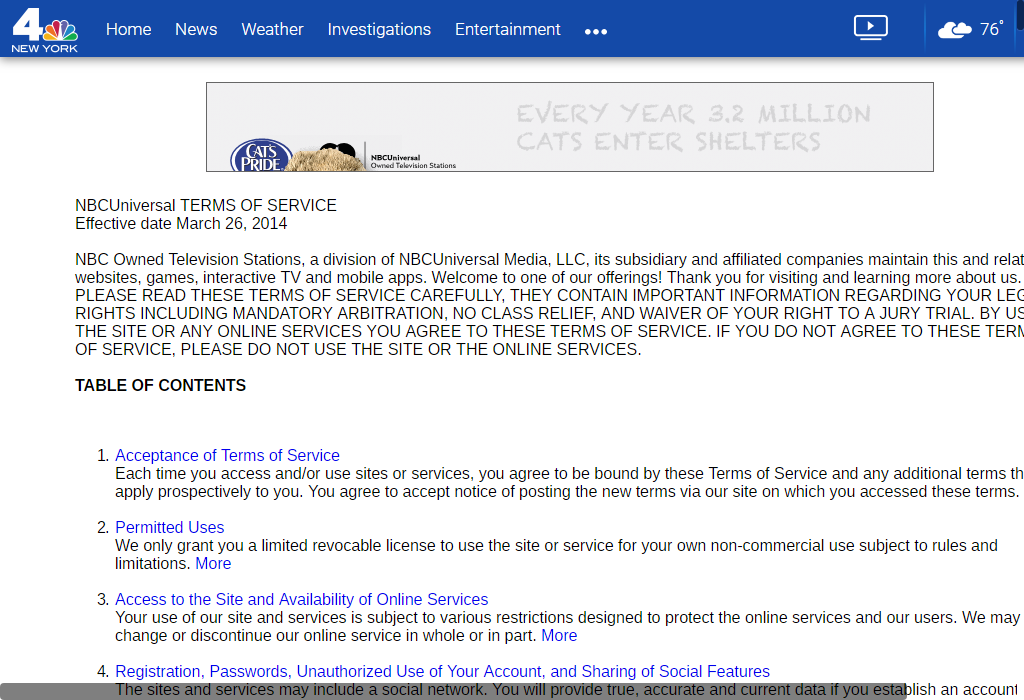 4 NEW YORK Home News Weather Investigations Entertainment 76°
EVERY YEAR 3.2 MILLION
CATS ENTER SHELTERS
CAT'S PRIDE
NBCUniversal
Owned Television Stations
NBCUniversal TERMS OF SERVICE
Effective date March 26, 2014
NBC Owned Television Stations, a division of NBCUniversal Media, LLC, its subsidiary and affiliated companies maintain this and relat
websites, games, interactive TV and mobile apps. Welcome to one of our offerings! Thank you for visiting and learning more about us.
PLEASE READ THESE TERMS OF SERVICE CAREFULLY, THEY CONTAIN IMPORTANT INFORMATION REGARDING YOUR LEG
RIGHTS INCLUDING MANDATORY ARBITRATION, NO CLASS RELIEF, AND WAIVER OF YOUR RIGHT TO A JURY TRIAL. BY US
THE SITE OR ANY ONLINE SERVICES YOU AGREE TO THESE TERMS OF SERVICE. IF YOU DO NOT AGREE TO THESE TERM
OF SERVICE, PLEASE DO NOT USE THE SITE OR THE ONLINE SERVICES.
TABLE OF CONTENTS
1. Acceptance of Terms of Service
Each time you access and/or use sites or services, you agree to be bound by these Terms of Service and any additional terms th
apply prospectively to you. You agree to accept notice of posting the new terms via our site on which you accessed these terms.
2. Permitted Uses
We only grant you a limited revocable license to use the site or service for your own non-commercial use subject to rules and
limitations. More
3. Access to the Site and Availability of Online Services
Your use of our site and services is subject to various restrictions designed to protect the online services and our users. We may
change or discontinue our online service in whole or in part. More
4. Registration, Passwords, Unauthorized Use of Your Account, and Sharing of Social Features
The sites and services may include a social network. You will provide true, accurate and current data if you establish an account